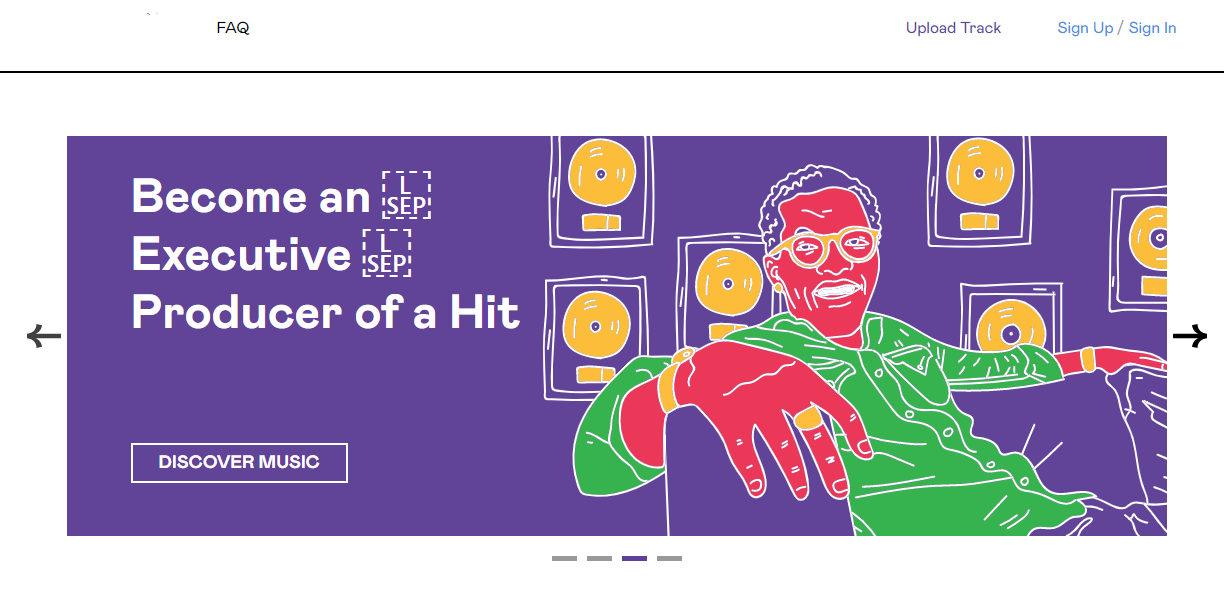 FAQ
Upload Track
Sign Up / Sign In
Become an L SEP
Executive L SEP
Producer of a Hit
DISCOVER MUSIC